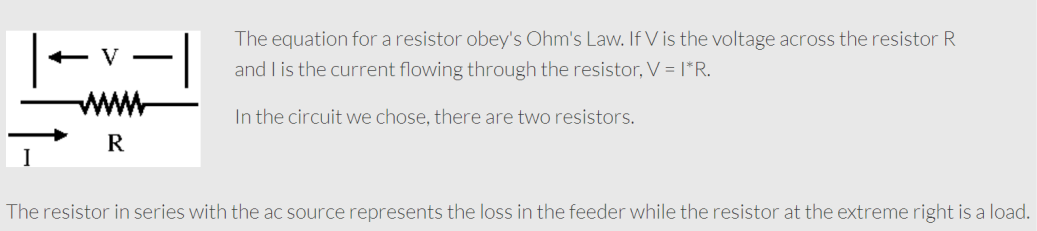 V
R
I
The equation for a resistor obey's Ohm's Law. If V is the voltage across the resistor R
and I is the current flowing through the resistor, V = I*R.
In the circuit we chose, there are two resistors.
The resistor in series with the ac source represents the loss in the feeder while the resistor at the extreme right is a load.